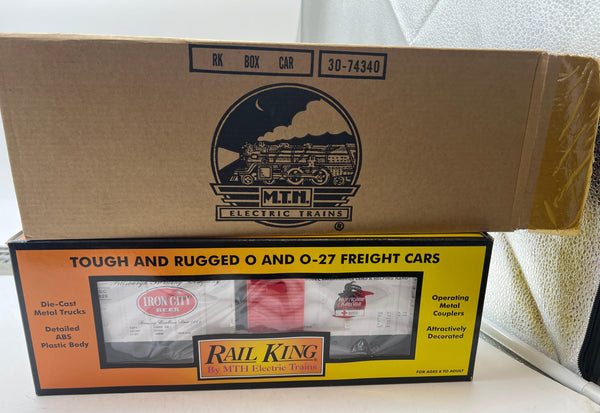 RK BOX CAR 30-74340
M.T.H.
ELECTRIC TRAINS
®
TOUGH AND RUGGED O AND O-27 FREIGHT CARS
Die-Cast
Metal Trucks
Detailed
ABS
Plastic Body
IRON CITY
BEER
Operating
Metal
Couplers
Attractively
Decorated
RAIL KING
By MTH Electric Trains
FOR AGES 8 TO ADULT